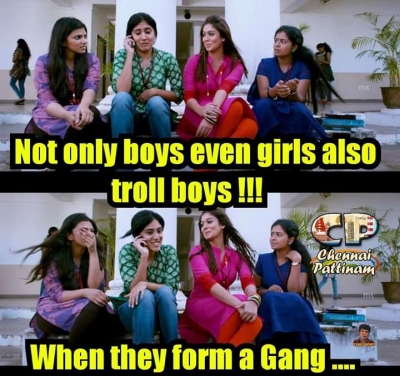 Not only boys even girls also
troll boys !!!
CP
Chennai
Pattinam
When they form a Gang ....